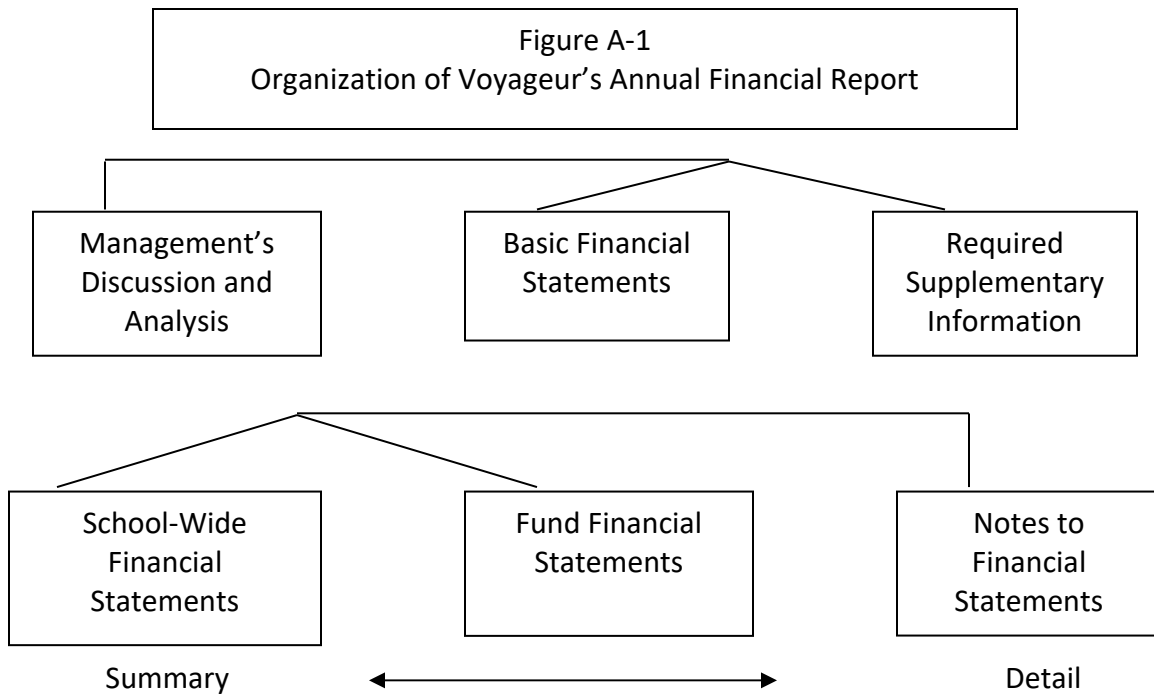 Figure A-1
Organization of Voyageur’s Annual Financial Report
Management’s
Discussion and
Analysis
Basic Financial
Statements
Required
Supplementary
Information
School-Wide
Financial
Statements
Fund Financial
Statements
Notes to
Financial
Statements
Summary
Detail